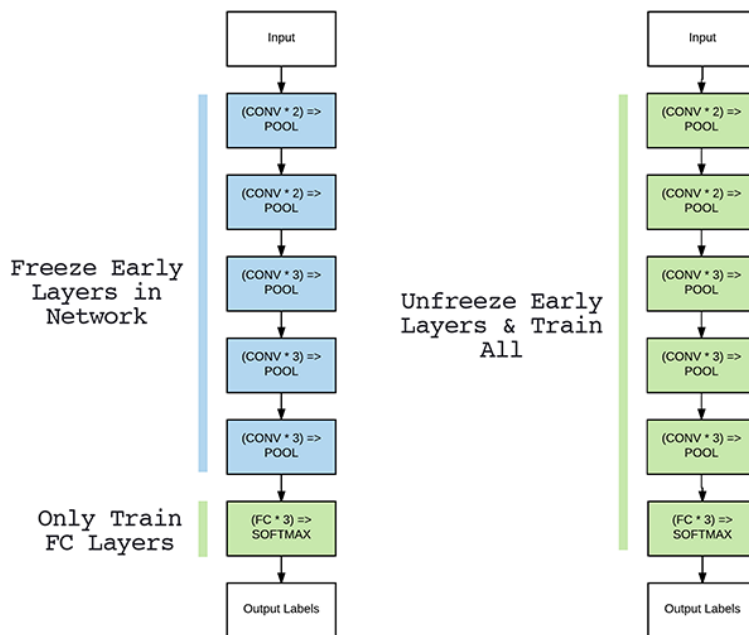 Input
(CONV * 2) =>
POOL
(CONV * 2) =>
POOL
Freeze Early
Layers in
Network
(CONV * 3) =>
POOL
(CONV * 3) =>
POOL
(CONV * 3) =>
POOL
Only Train
FC Layers
(FC * 3) =>
SOFTMAX
Output Labels
Input
(CONV * 2) =>
POOL
(CONV * 2) =>
POOL
Unfreeze Early
Layers & Train
All
(CONV * 3) =>
POOL
(CONV * 3) =>
POOL
(CONV * 3) =>
POOL
(FC * 3) =>
SOFTMAX
Output Labels